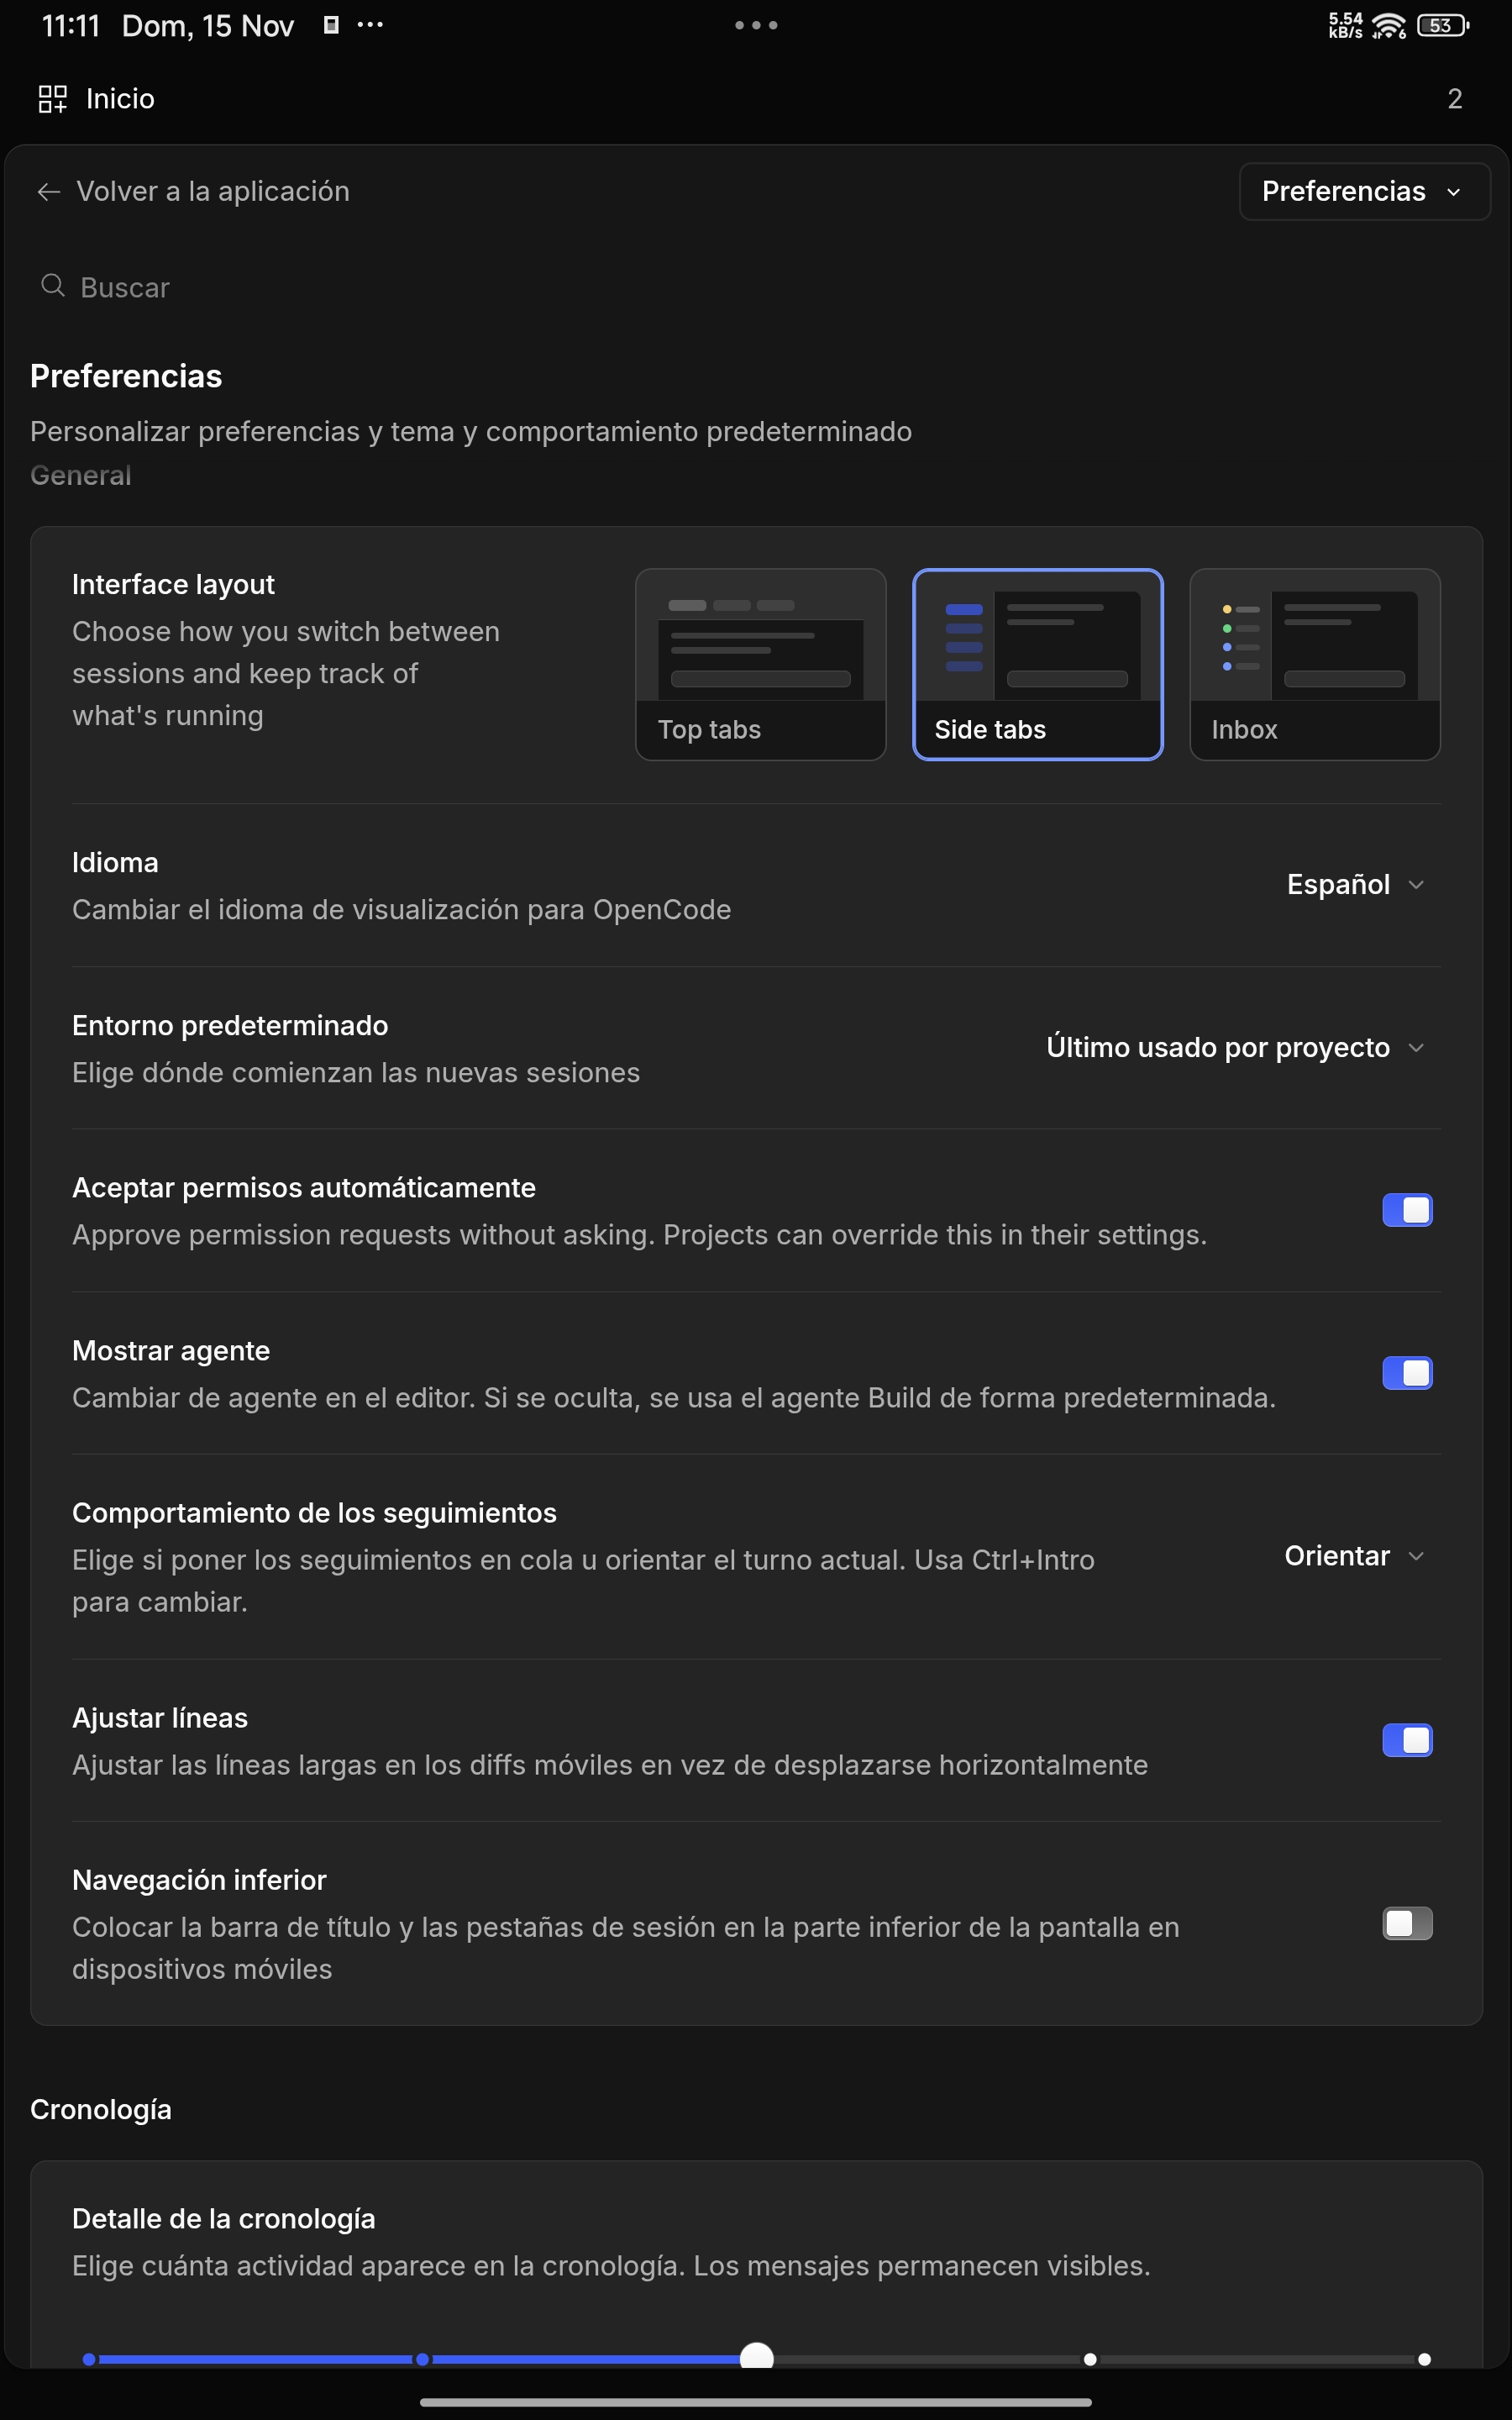 11:11 Dom, 15 Nov
5.54 kB/s 6 53
Inicio 2
Volver a la aplicación Preferencias
Buscar
Preferencias
Personalizar preferencias y tema y comportamiento predeterminado
General
Interface layout
Choose how you switch between
sessions and keep track of
what's running
Top tabs Side tabs Inbox
Idioma
Cambiar el idioma de visualización para OpenCode
Español
Entorno predeterminado
Elige dónde comienzan las nuevas sesiones
Último usado por proyecto
Aceptar permisos automáticamente
Approve permission requests without asking. Projects can override this in their settings.
Mostrar agente
Cambiar de agente en el editor. Si se oculta, se usa el agente Build de forma predeterminada.
Comportamiento de los seguimientos
Elige si poner los seguimientos en cola u orientar el turno actual. Usa Ctrl+Intro
para cambiar.
Orientar
Ajustar líneas
Ajustar las líneas largas en los diffs móviles en vez de desplazarse horizontalmente
Navegación inferior
Colocar la barra de título y las pestañas de sesión en la parte inferior de la pantalla en
dispositivos móviles
Cronología
Detalle de la cronología
Elige cuánta actividad aparece en la cronología. Los mensajes permanecen visibles.